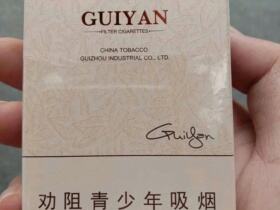 GUIYAN
FILTER CIGARETTES
CHINA TOBACCO
GUIZHOU INDUSTRIAL CO., LTD.
GuiYan
劝阻青少年吸烟